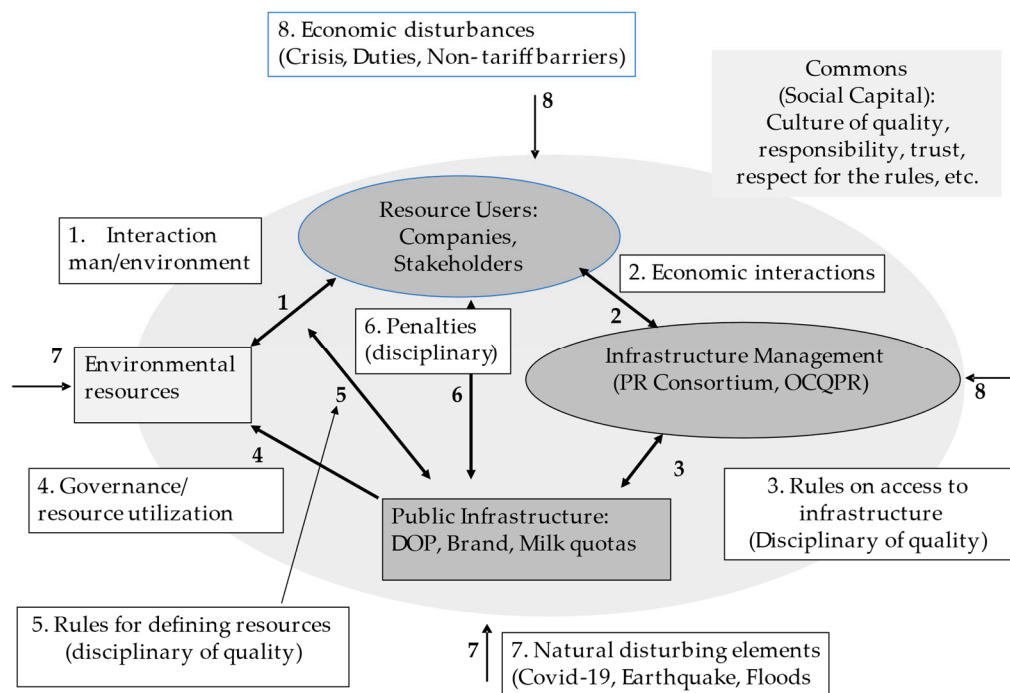 8. Economic disturbances
(Crisis, Duties, Non- tariff barriers)
8
Commons
(Social Capital):
Culture of quality,
responsibility, trust,
respect for the rules, etc.
Resource Users:
Companies,
Stakeholders
1. Interaction
man/environment
2. Economic interactions
1
2
6. Penalties
(disciplinary)
7
Environmental
resources
Infrastructure Management
(PR Consortium, OCQPR)
8
5
6
4
3
4. Governance/
resource utilization
3. Rules on access to
infrastructure
(Disciplinary of quality)
Public Infrastructure:
DOP, Brand, Milk quotas
5. Rules for defining resources
(disciplinary of quality)
7
7. Natural disturbing elements
(Covid-19, Earthquake, Floods